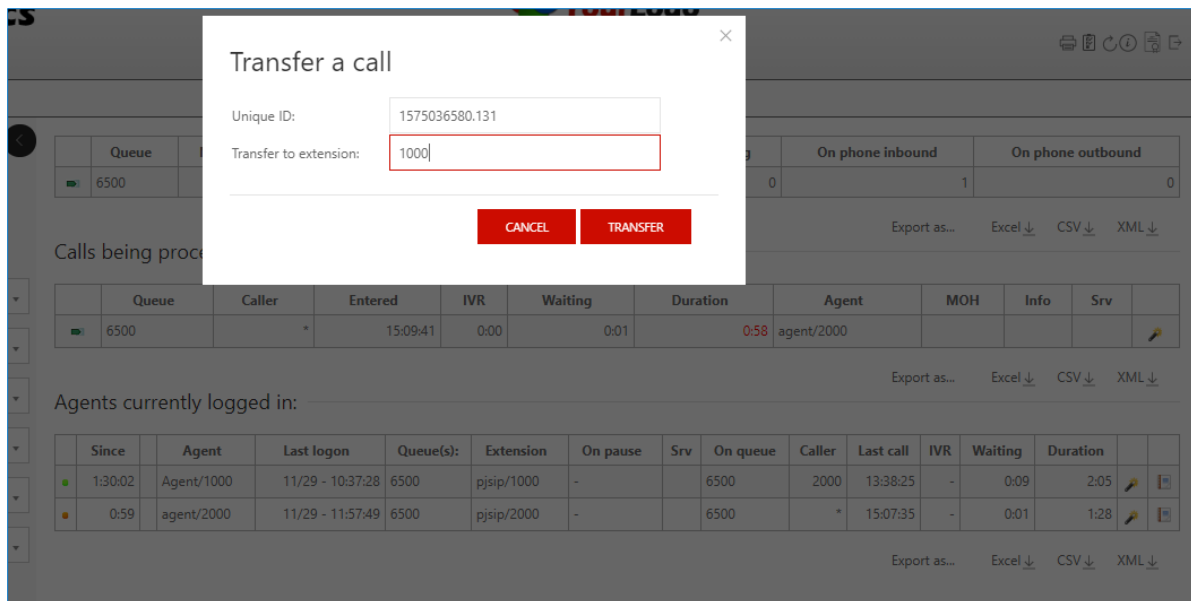 cs
Transfer a call
Unique ID: 1575036580.131
Transfer to extension: 1000
CANCEL TRANSFER
Queue On phone inbound On phone outbound
6500 0 1 0
Export as... Excel CSV XML
Calls being proce
Queue Caller Entered IVR Waiting Duration Agent MOH Info Srv
6500 * 15:09:41 0:00 0:01 0:58 agent/2000
Export as... Excel CSV XML
Agents currently logged in:
Since Agent Last logon Queue(s): Extension On pause Srv On queue Caller Last call IVR Waiting Duration
1:30:02 Agent/1000 11/29 - 10:37:28 6500 pjsip/1000 - 6500 2000 13:38:25 - 0:09 2:05
0:59 agent/2000 11/29 - 11:57:49 6500 pjsip/2000 - 6500 * 15:07:35 - 0:01 1:28
Export as... Excel CSV XML